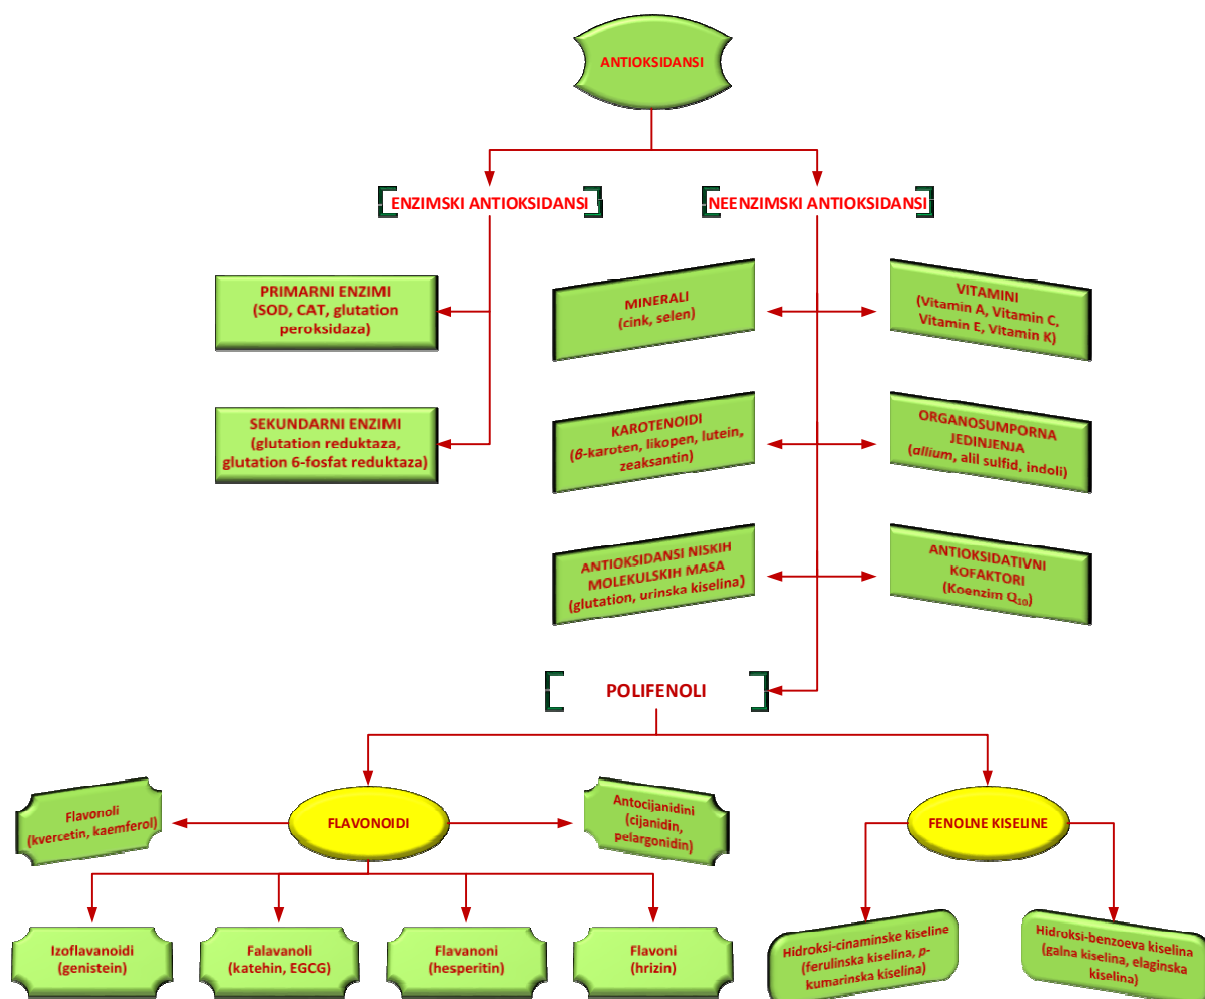 ANTIOKSIDANSI
ENZIMSKI ANTIOKSIDANSI
NEENZIMSKI ANTIOKSIDANSI
PRIMARNI ENZIMI
(SOD, CAT, glutation
peroksidaza)
MINERALI
(cink, selen)
VITAMINI
(Vitamin A, Vitamin C,
Vitamin E, Vitamin K)
SEKUNDARNI ENZIMI
(glutation reduktaza,
glutation 6-fosfat reduktaza)
KAROTENOIDI
(β-karoten, likopen, lutein,
zeaksantin)
ORGANOSUMPORNA
JEDINJENJA
(allium, alil sulfid, indoli)
ANTIOKSIDANSI NISKIH
MOLEKULSKIH MASA
(glutation, urinska kiselina)
ANTIOKSIDATIVNI
KOFAKTORI
(Koenzim Q₁₀)
POLIFENOLI
Flavonoli
(kvercetin, kaemferol)
FLAVONOIDI
Antocijanidini
(cijanidin,
pelargonidin)
FENOLNE KISELINE
Izoflavanoidi
(genistein)
Falavanoli
(katehin, EGCG)
Flavanoni
(hesperitin)
Flavoni
(hrizin)
Hidroksi-cinaminske kiseline
(ferulinska kiselina, p-
kumarinska kiselina)
Hidroksi-benzoeva kiselina
(galna kiselina, elaginska
kiselina)